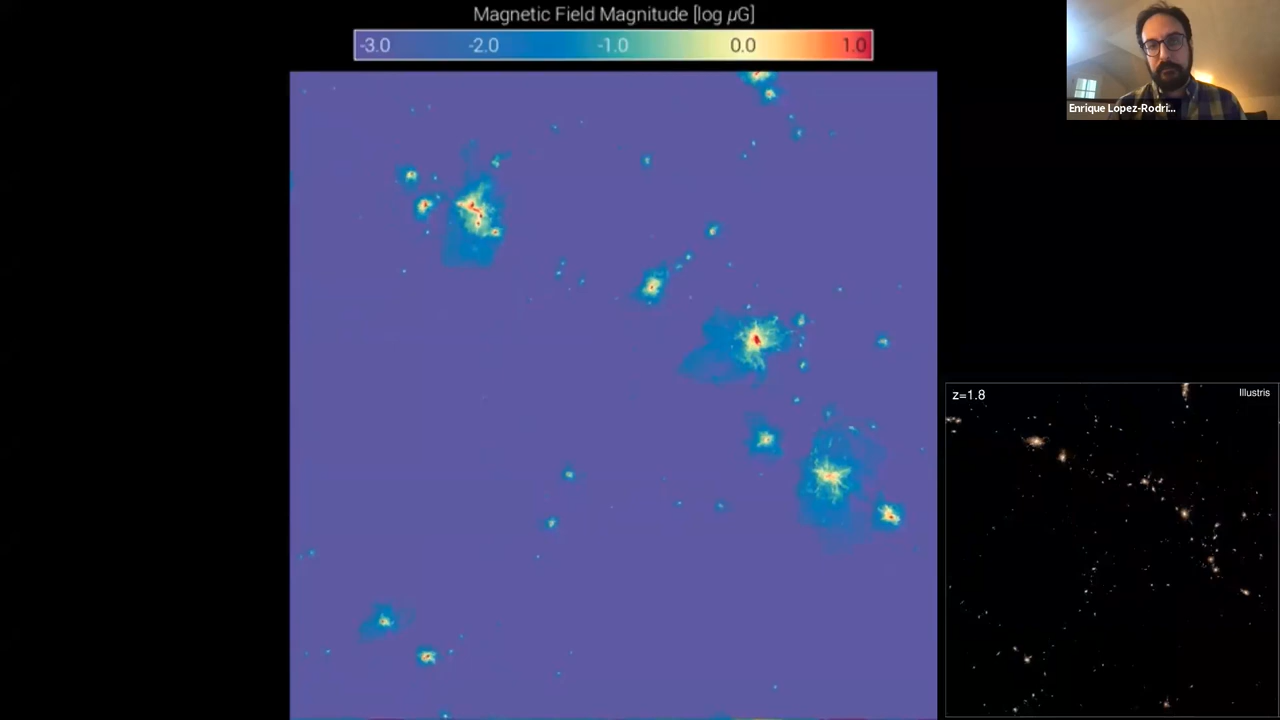 Magnetic Field Magnitude [log µG]
-3.0 -2.0 -1.0 0.0 1.0
Enrique Lopez-Rodri...
z=1.8
Illustris